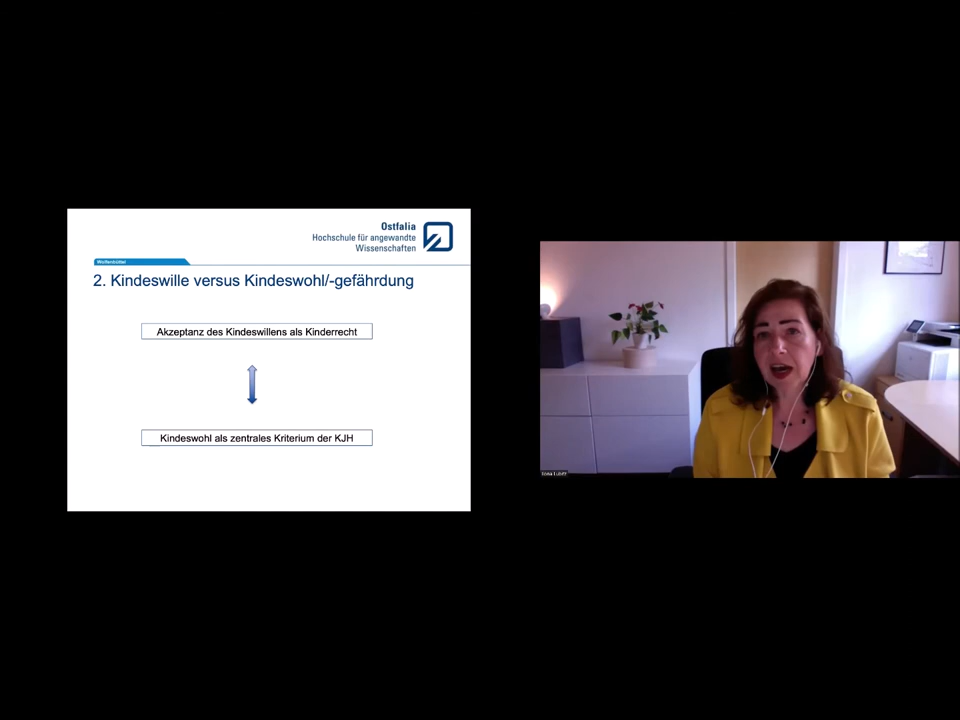 Ostfalia
Hochschule für angewandte
Wissenschaften
Wolfenbüttel
2. Kindeswille versus Kindeswohl/-gefährdung
Akzeptanz des Kindeswillens als Kinderrecht
Kindeswohl als zentrales Kriterium der KJH